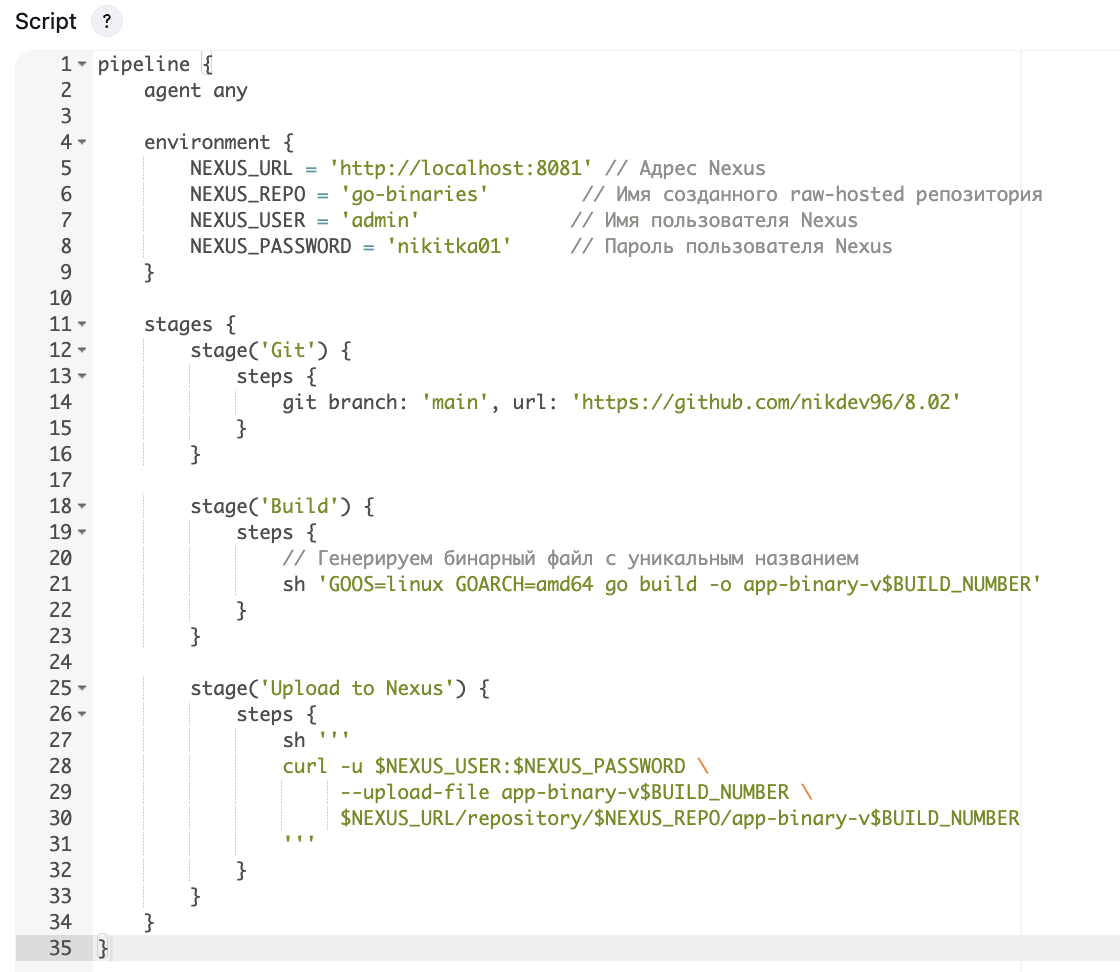 Script ?
1 pipeline {
2     agent any
3
4     environment {
5         NEXUS_URL = 'http://localhost:8081' // Адрес Nexus
6         NEXUS_REPO = 'go-binaries'        // Имя созданного raw-hosted репозитория
7         NEXUS_USER = 'admin'             // Имя пользователя Nexus
8         NEXUS_PASSWORD = 'nikitka01'     // Пароль пользователя Nexus
9     }
10
11     stages {
12         stage('Git') {
13             steps {
14                 git branch: 'main', url: 'https://github.com/nikdev96/8.02'
15             }
16         }
17
18         stage('Build') {
19             steps {
20                 // Генерируем бинарный файл с уникальным названием
21                 sh 'GOOS=linux GOARCH=amd64 go build -o app-binary-v$BUILD_NUMBER'
22             }
23         }
24
25         stage('Upload to Nexus') {
26             steps {
27                 sh '''
28                 curl -u $NEXUS_USER:$NEXUS_PASSWORD \
29                      --upload-file app-binary-v$BUILD_NUMBER \
30                      $NEXUS_URL/repository/$NEXUS_REPO/app-binary-v$BUILD_NUMBER
31                 '''
32             }
33         }
34     }
35 }